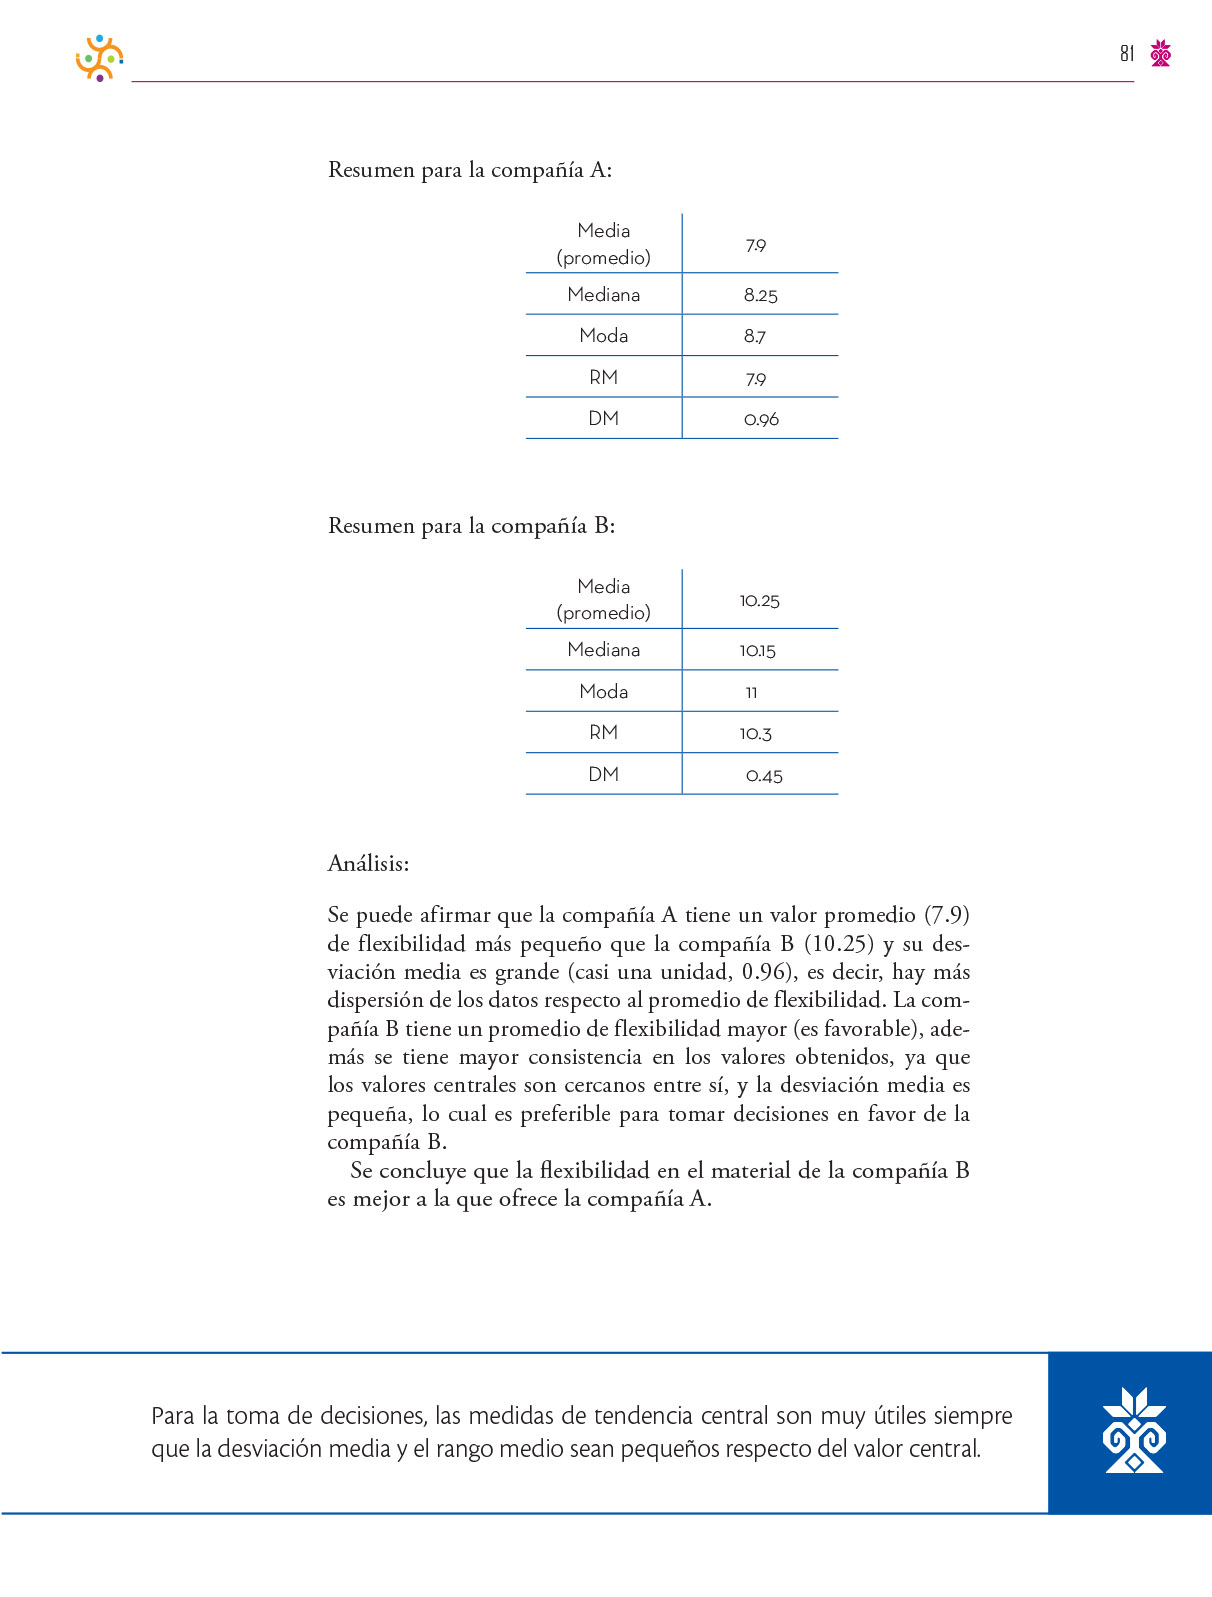 81
Resumen para la compañía A:
Media
(promedio)
7.9
Mediana
8.25
Moda
8.7
RM
7.9
DM
0.96
Resumen para la compañía B:
Media
(promedio)
10.25
Mediana
10.15
Moda
11
RM
10.3
DM
0.45
Análisis:
Se puede afirmar que la compañía A tiene un valor promedio (7.9)
de flexibilidad más pequeño que la compañía B (10.25) y su des-
viación media es grande (casi una unidad, 0.96), es decir, hay más
dispersión de los datos respecto al promedio de flexibilidad. La com-
pañía B tiene un promedio de flexibilidad mayor (es favorable), ade-
más se tiene mayor consistencia en los valores obtenidos, ya que
los valores centrales son cercanos entre sí, y la desviación media es
pequeña, lo cual es preferible para tomar decisiones en favor de la
compañía B.
Se concluye que la flexibilidad en el material de la compañía B
es mejor a la que ofrece la compañía A.
Para la toma de decisiones, las medidas de tendencia central son muy útiles siempre
que la desviación media y el rango medio sean pequeños respecto del valor central.